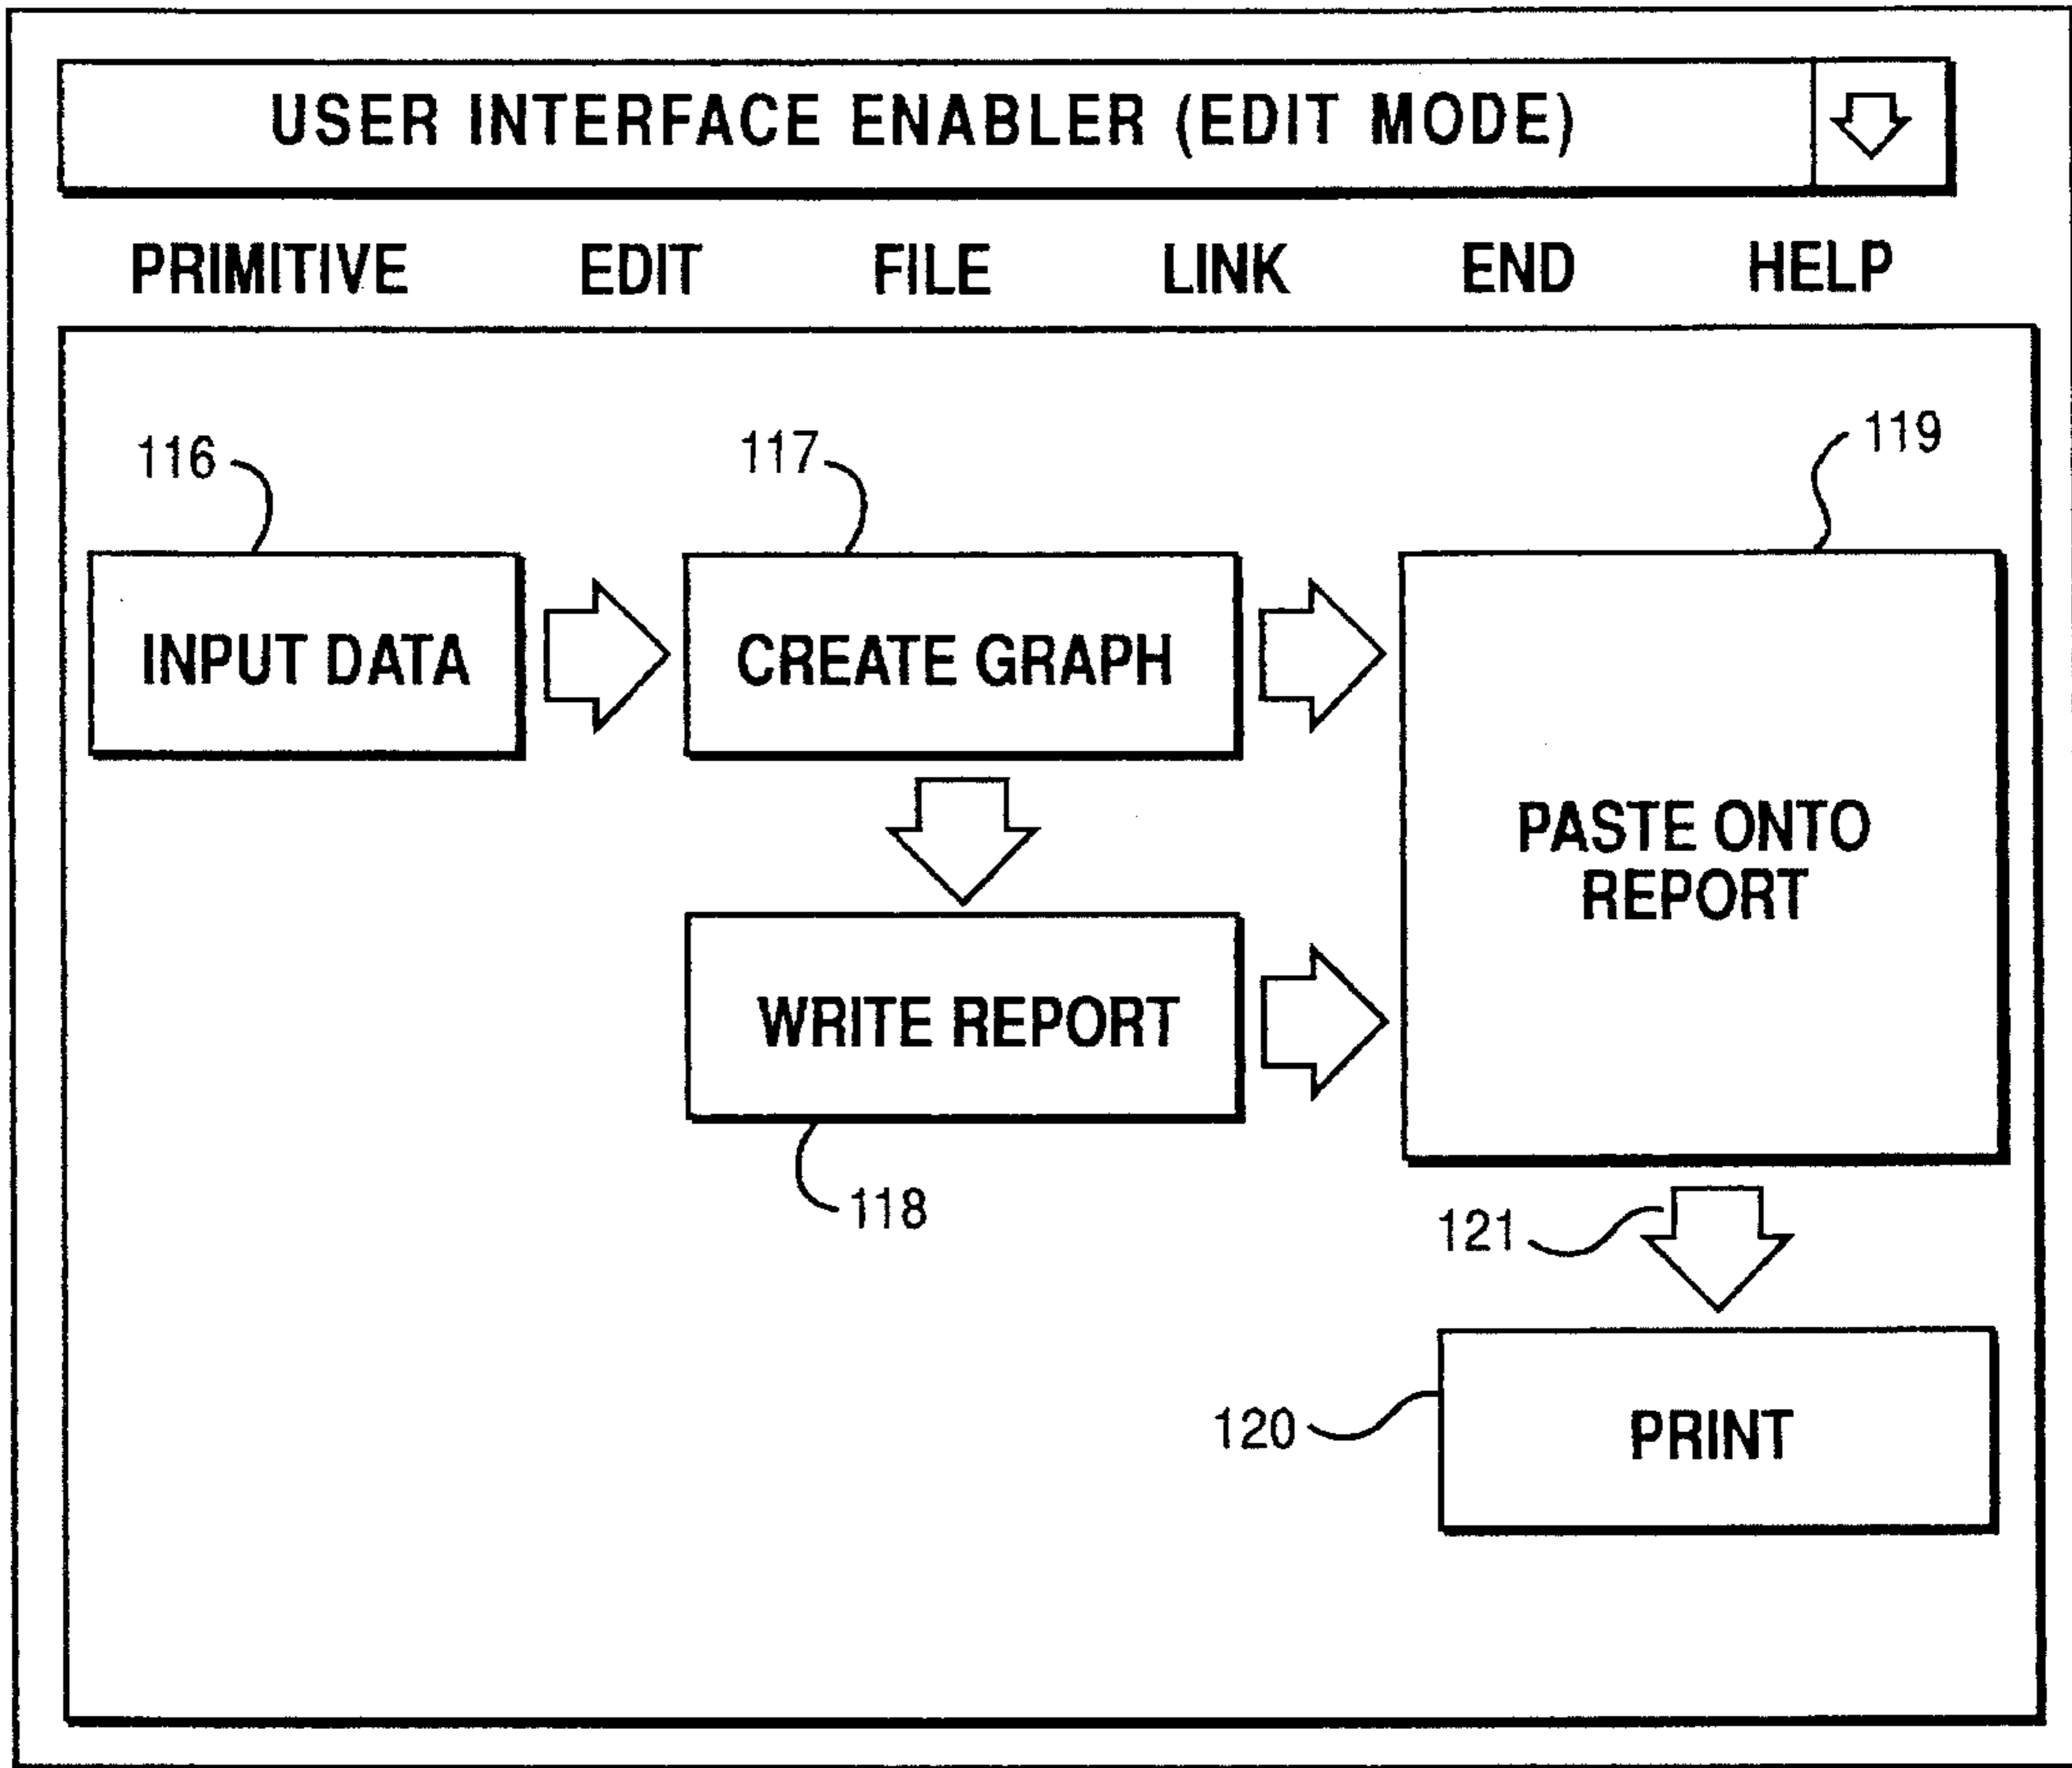 USER INTERFACE ENABLER (EDIT MODE)
PRIMITIVE EDIT FILE LINK END HELP
116
117
119
INPUT DATA
CREATE GRAPH
PASTE ONTO
REPORT
WRITE REPORT
118
121
120
PRINT